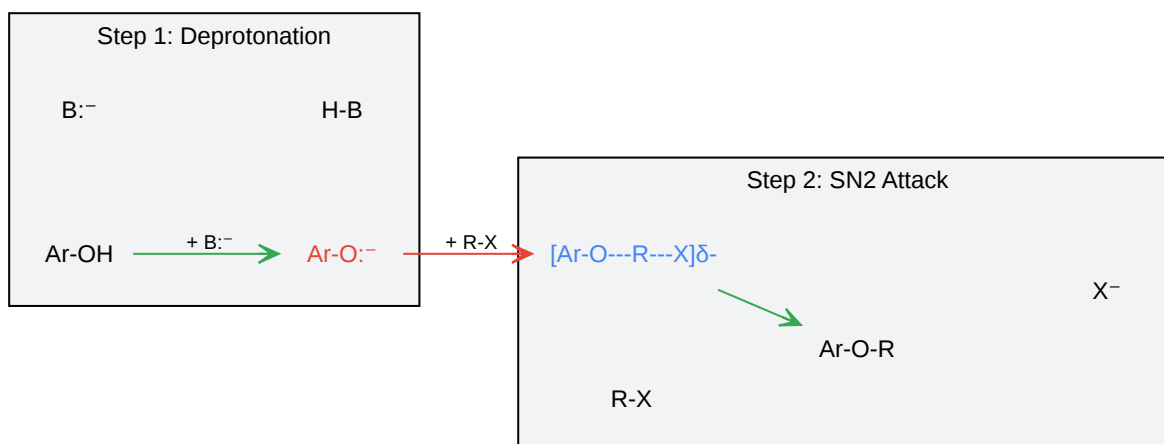 Step 1: Deprotonation
B:⁻
H-B
Ar-OH
+ B:⁻
Ar-O:⁻
+ R-X
Step 2: SN2 Attack
[Ar-O---R---X]δ-
X⁻
Ar-O-R
R-X